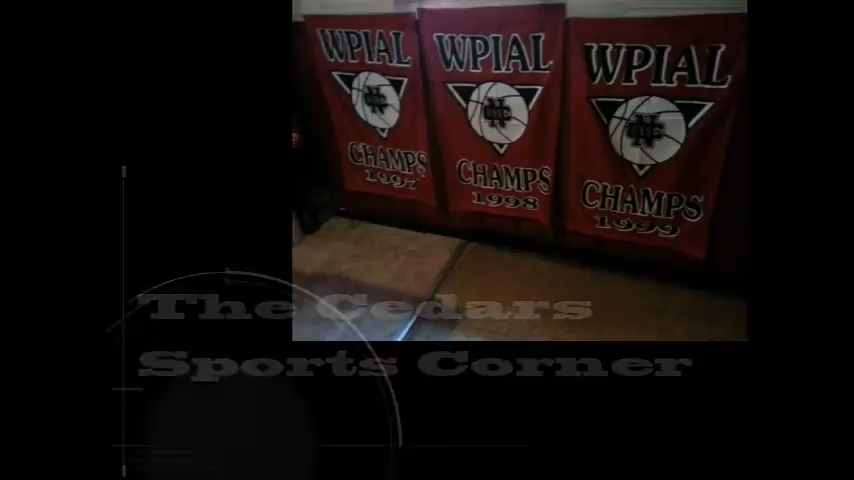 WPIAL
CHAMPS
1997
WPIAL
CHAMPS
1998
WPIAL
CHAMPS
1999
The Cedars
Sports Corner